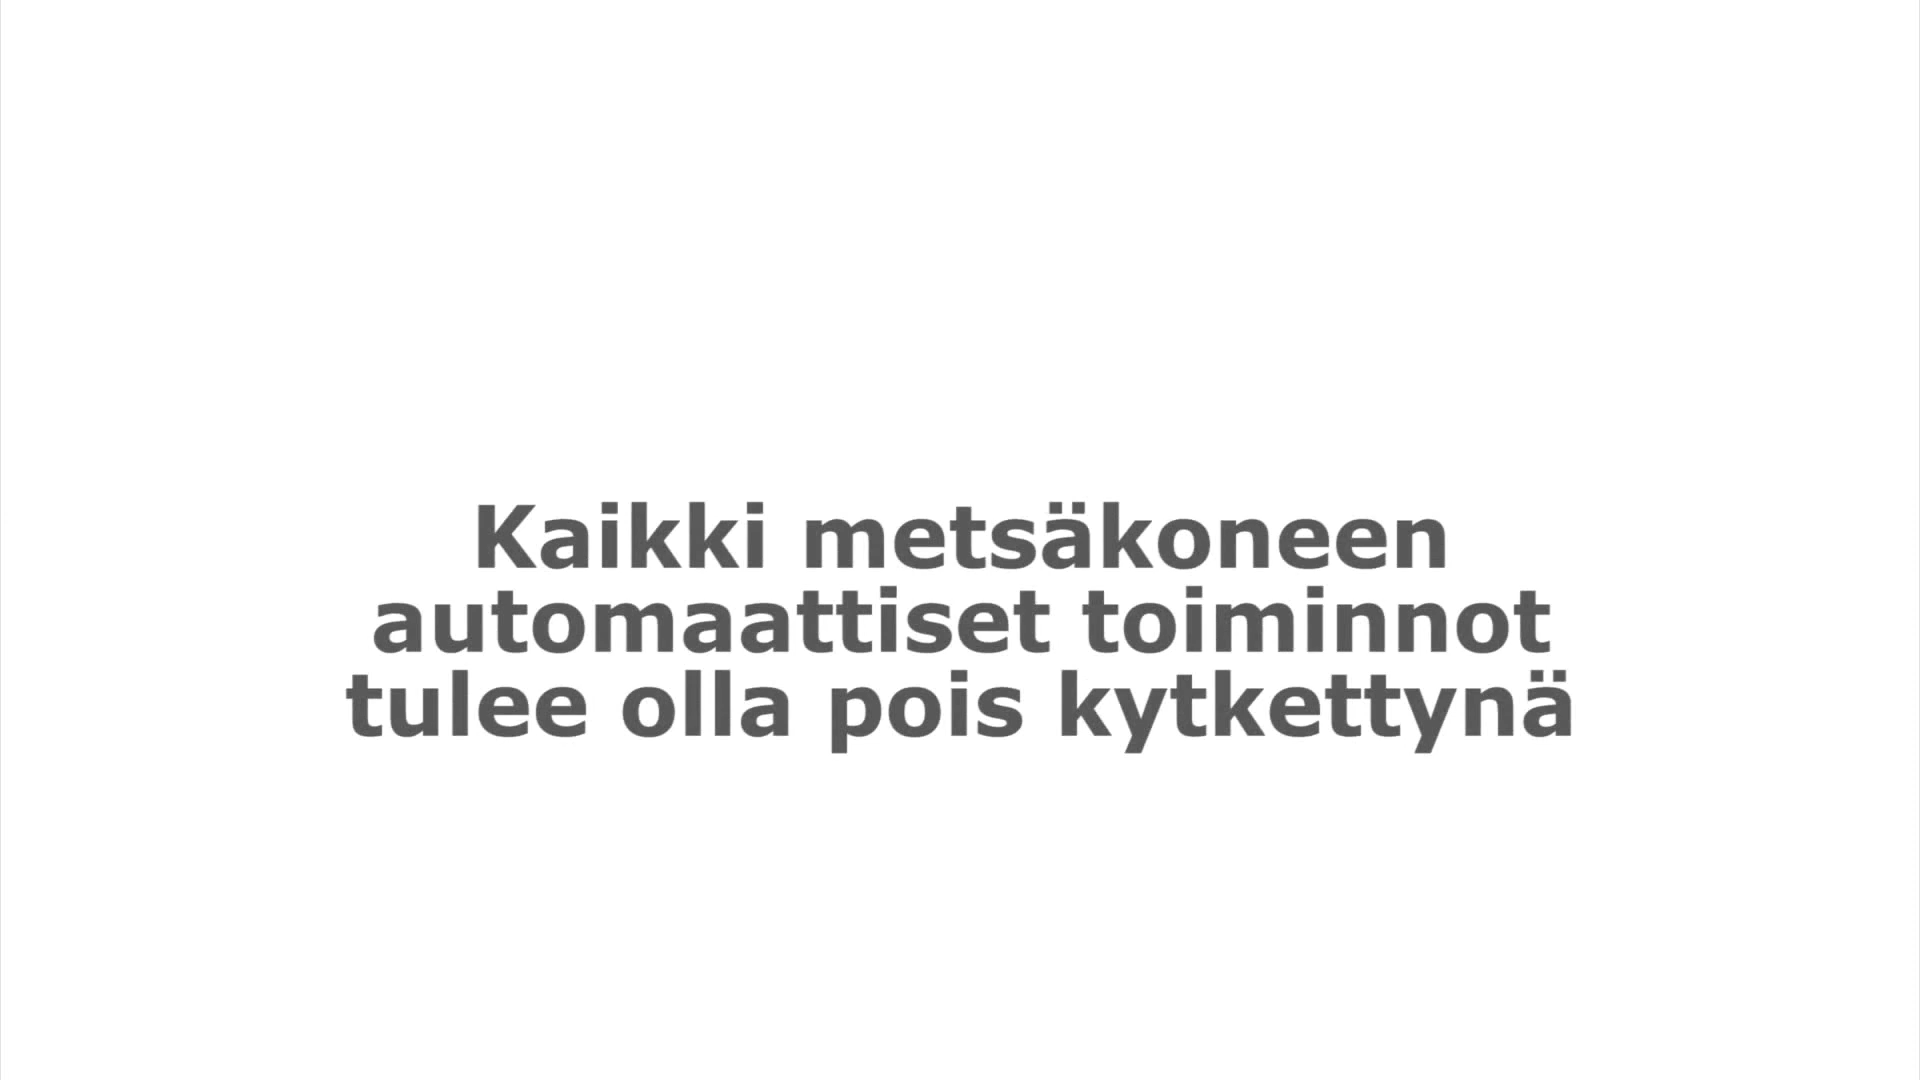 Kaikki metsäkoneen
automaattiset toiminnot
tulee olla pois kytkettynä